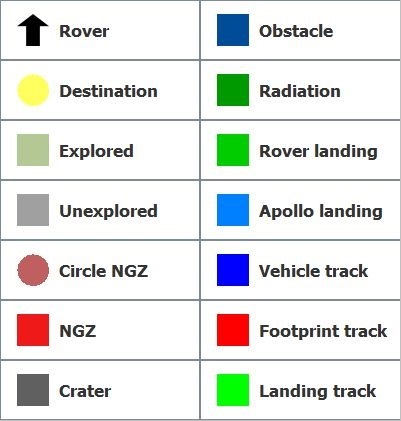 Rover
Obstacle
Destination
Radiation
Explored
Rover landing
Unexplored
Apollo landing
Circle NGZ
Vehicle track
NGZ
Footprint track
Crater
Landing track